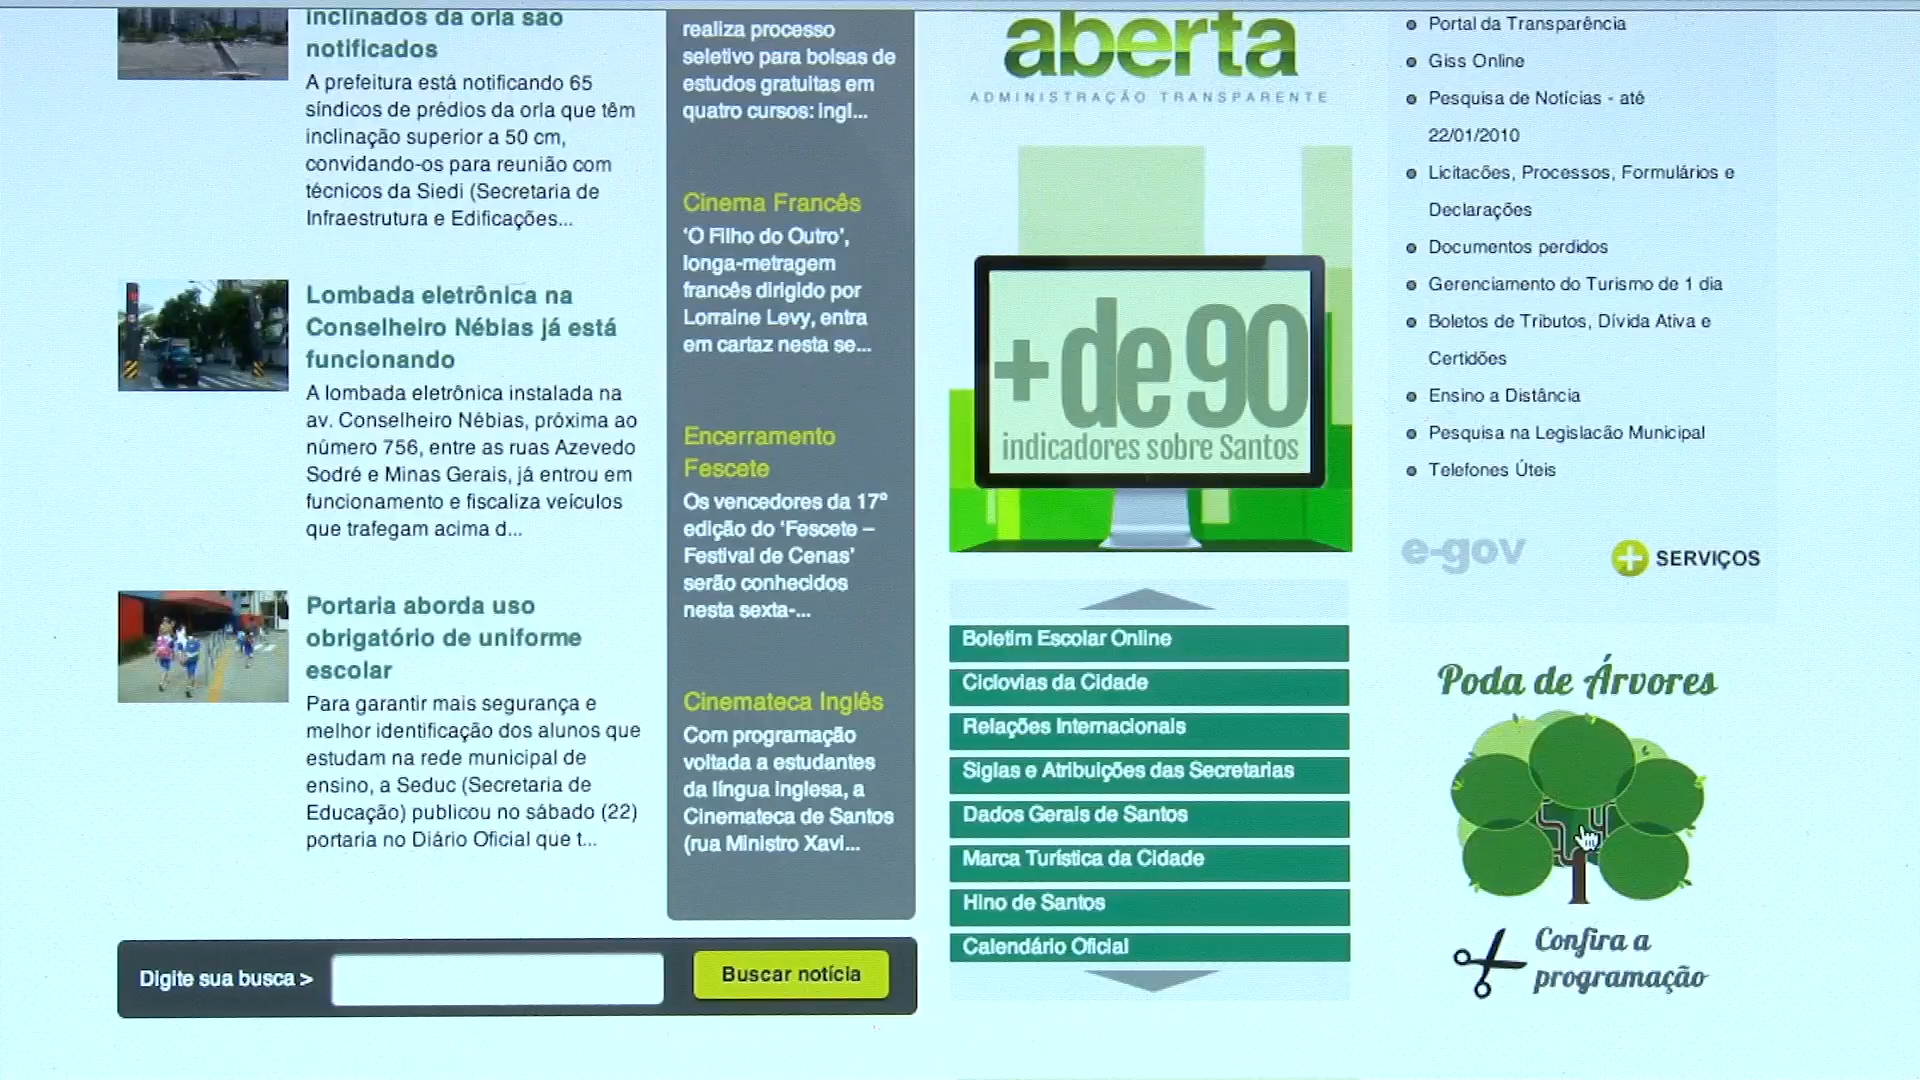 inclinados da orla são
notificados
A prefeitura está notificando 65
síndicos de prédios da orla que têm
inclinação superior a 50 cm,
convidando-os para reunião com
técnicos da Siedi (Secretaria de
Infraestrutura e Edificações...
Lombada eletrônica na
Conselheiro Nébias já está
funcionando
A lombada eletrônica instalada na
av. Conselheiro Nébias, próxima ao
número 756, entre as ruas Azevedo
Sodré e Minas Gerais, já entrou em
funcionamento e fiscaliza veículos
que trafegam acima d...
Portaria aborda uso
obrigatório de uniforme
escolar
Para garantir mais segurança e
melhor identificação dos alunos que
estudam na rede municipal de
ensino, a Seduc (Secretaria de
Educação) publicou no sábado (22)
portaria no Diário Oficial que t...
Digite sua busca >
Buscar notícia
realiza processo
seletivo para bolsas de
estudos gratuitas em
quatro cursos: ingl...
Cinema Francês
‘O Filho do Outro’,
longa-metragem
francês dirigido por
Lorraine Levy, entra
em cartaz nesta se...
Encerramento
Fescete
Os vencedores da 17º
edição do ‘Fescete –
Festival de Cenas’
serão conhecidos
nesta sexta-...
Cinemateca Inglês
Com programação
voltada a estudantes
da língua inglesa, a
Cinemateca de Santos
(rua Ministro Xavi...
aberta
ADMINISTRAÇÃO TRANSPARENTE
+ de 90
indicadores sobre Santos
Boletim Escolar Online
Ciclovias da Cidade
Relações Internacionais
Siglas e Atribuições das Secretarias
Dados Gerais de Santos
Marca Turística da Cidade
Hino de Santos
Calendário Oficial
Portal da Transparência
Giss Online
Pesquisa de Notícias - até
22/01/2010
Licitacões, Processos, Formulários e
Declarações
Documentos perdidos
Gerenciamento do Turismo de 1 dia
Boletos de Tributos, Dívida Ativa e
Certidões
Ensino a Distância
Pesquisa na Legislacão Municipal
Telefones Úteis
e-gov
+ SERVIÇOS
Poda de Árvores
Confira a
programação